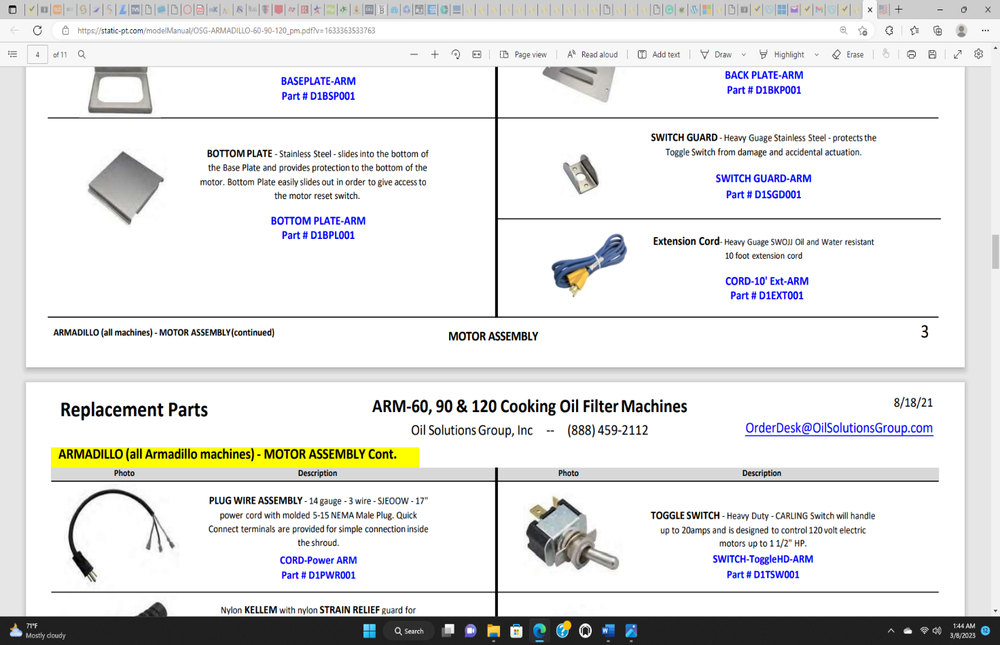 https://static-pt.com/modelManual/OSG-ARMADILLO-60-90-120_pm.pdf?v=1633363533763
4 of 11
Page view
Read aloud
Add text
Draw
Highlight
Erase
BASEPLATE-ARM
Part # D1BSP001
BACK PLATE-ARM
Part # D1BKP001
BOTTOM PLATE - Stainless Steel - slides into the bottom of
the Base Plate and provides protection to the bottom of the
motor. Bottom Plate easily slides out in order to give access to
the motor reset switch.
BOTTOM PLATE-ARM
Part # D1BPL001
SWITCH GUARD - Heavy Guage Stainless Steel - protects the
Toggle Switch from damage and accidental actuation.
SWITCH GUARD-ARM
Part # D1SGD001
Extension Cord- Heavy Guage SWOJJ Oil and Water resistant
10 foot extension cord
CORD-10' Ext-ARM
Part # D1EXT001
ARMADILLO (all machines) - MOTOR ASSEMBLY(continued)
MOTOR ASSEMBLY
3
Replacement Parts
ARM-60, 90 & 120 Cooking Oil Filter Machines
8/18/21
Oil Solutions Group, Inc -- (888) 459-2112
OrderDesk@OilSolutionsGroup.com
ARMADILLO (all Armadillo machines) - MOTOR ASSEMBLY Cont.
Photo Description Photo Description
PLUG WIRE ASSEMBLY - 14 gauge - 3 wire - SJEOOW - 17"
power cord with molded 5-15 NEMA Male Plug. Quick
Connect terminals are provided for simple connection inside
the shroud.
CORD-Power ARM
Part # D1PWR001
TOGGLE SWITCH - Heavy Duty - CARLING Switch will handle
up to 20amps and is designed to control 120 volt electric
motors up to 1 1/2" HP.
SWITCH-ToggleHD-ARM
Part # D1TSW001
Nylon KELLEM with nylon STRAIN RELIEF guard for
71°F
Mostly cloudy
Search
1:44 AM
3/8/2023
12